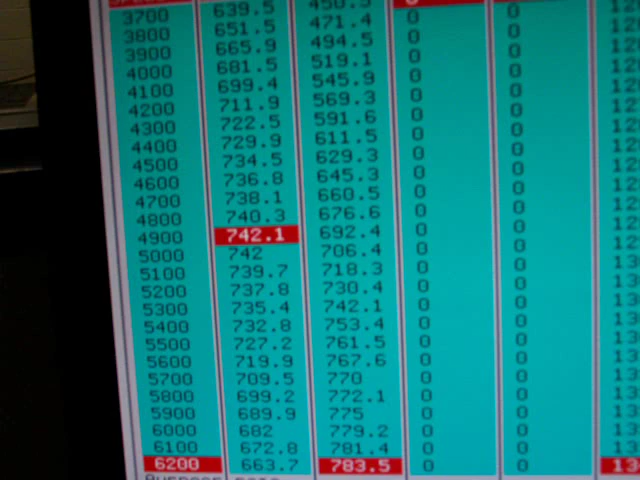 3700 639.5 450.3 0 0
3800 651.5 471.4 0 0
3900 665.9 494.5 0 0
4000 681.5 519.1 0 0
4100 699.4 545.9 0 0
4200 711.9 569.3 0 0
4300 722.5 591.6 0 0
4400 729.9 611.5 0 0
4500 734.5 629.3 0 0
4600 736.8 645.3 0 0
4700 738.1 660.5 0 0
4800 740.3 676.6 0 0
4900 742.1 692.4 0 0
5000 742 706.4 0 0
5100 739.7 718.3 0 0
5200 737.8 730.4 0 0
5300 735.4 742.1 0 0
5400 732.8 753.4 0 0
5500 727.2 761.5 0 0
5600 719.9 767.6 0 0
5700 709.5 770 0 0
5800 699.2 772.1 0 0
5900 689.9 775 0 0
6000 682 779.2 0 0
6100 672.8 781.4 0 0
6200 663.7 783.5 0 0